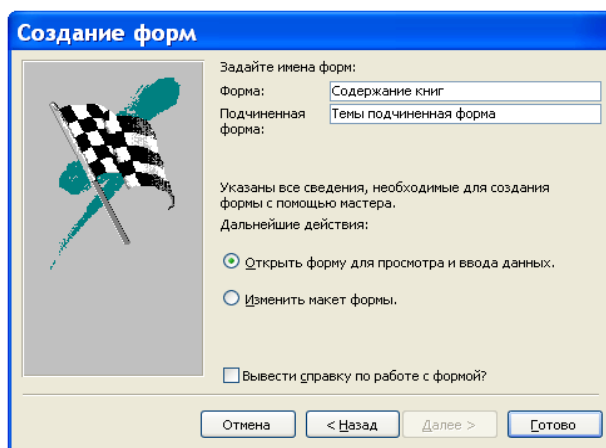 Создание форм
Задайте имена форм:
Форма:
Содержание книг
Подчиненная форма:
Темы подчиненная форма
Указаны все сведения, необходимые для создания
формы с помощью мастера.
Дальнейшие действия:
Открыть форму для просмотра и ввода данных.
Изменить макет формы.
Вывести справку по работе с формой?
Отмена
< Назад
Далее >
Готово